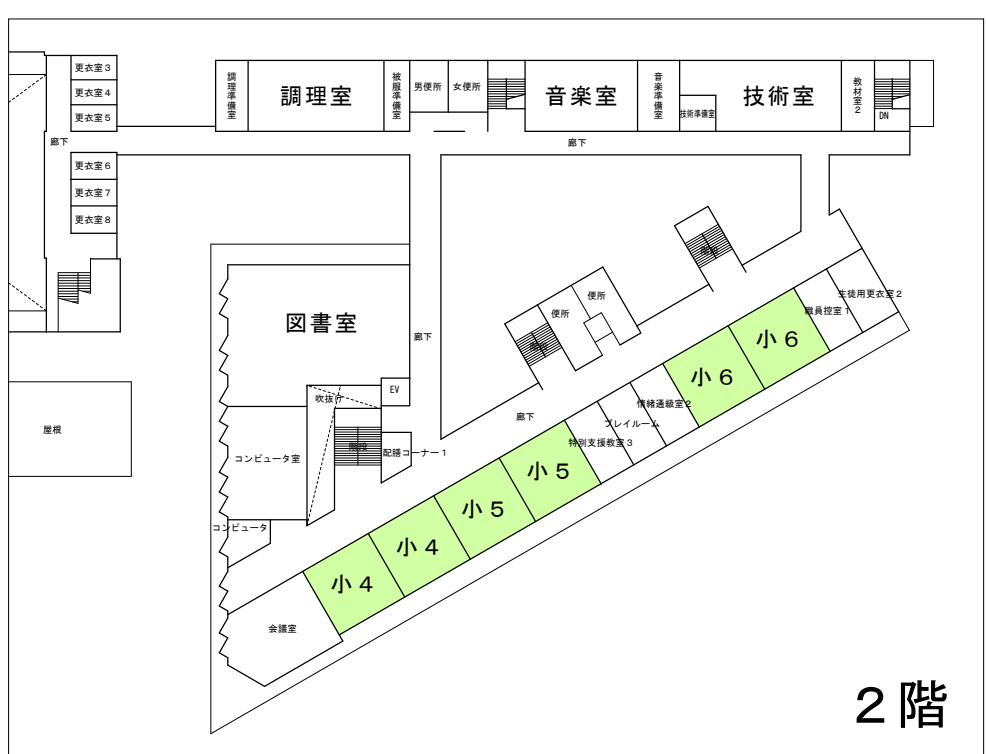 更衣室３
更衣室４
更衣室５
廊下
更衣室６
更衣室７
更衣室８
調理準備室
調理室
被服準備室
男便所
女便所
音楽室
音楽準備室
技術準備室
技術室
教材室２
DN
廊下
階段
便所
便所
階段
生徒用更衣室２
職員控室１
小６
小６
情緒通級室２
プレイルーム
特別支援教室３
廊下
図書室
廊下
EV
吹抜け
階段
配膳コーナー１
コンピュータ室
コンピュータ
屋根
小５
小５
小４
小４
会議室
２階